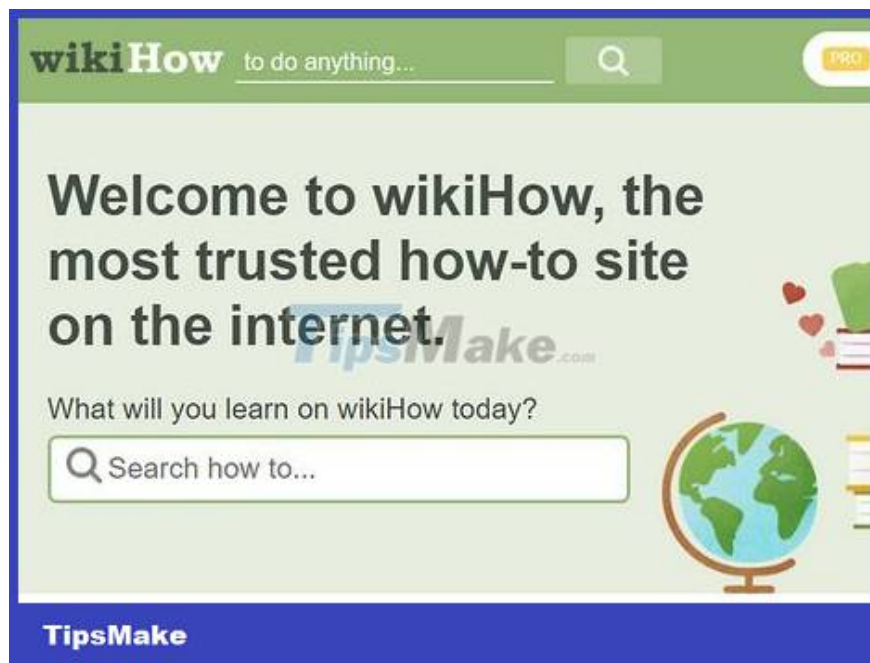 wikiHow to do anything... PRO
Welcome to wikiHow, the
most trusted how-to site
on the internet.
TipsMake.com
What will you learn on wikiHow today?
Search how to...
TipsMake